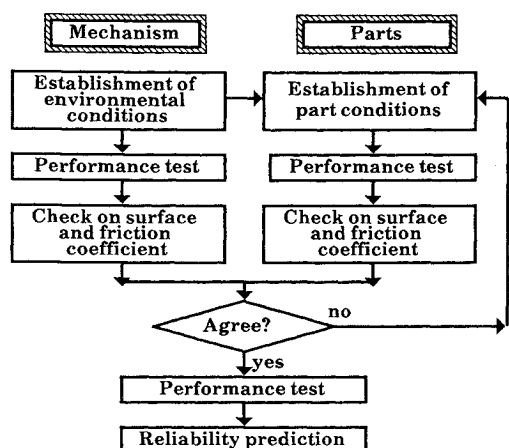 Mechanism
Parts
Establishment of
environmental
conditions
Establishment of
part conditions
Performance test
Performance test
Check on surface
and friction
coefficient
Check on surface
and friction
coefficient
Agree?
no
yes
Performance test
Reliability prediction